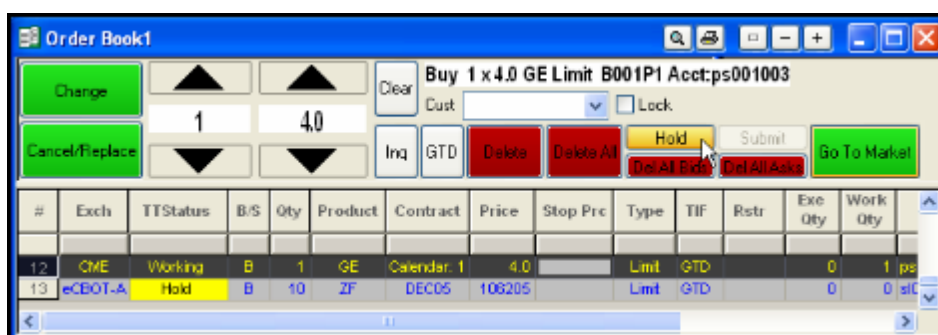 Order Book1
Buy 1 x 4.0 GE Limit B001P1 Acct:ps001003
Change
Clear
Cust
Lock
1
4.0
Hold
Submit
Cancel/Replace
Inq
GTD
Delete
Delete All
Go To Market
Del All Bids
Del All Asks
# Exch TTStatus B/S Qty Product Contract Price Stop Prc Type TIF Rstr Exe Qty Work Qty
12 CME Working B 1 GE Calendar: 1 4.0 Limit GTD 0 1 ps
13 eCBOT-A Hold B 10 ZF DEC05 106205 Limit GTD 0 0